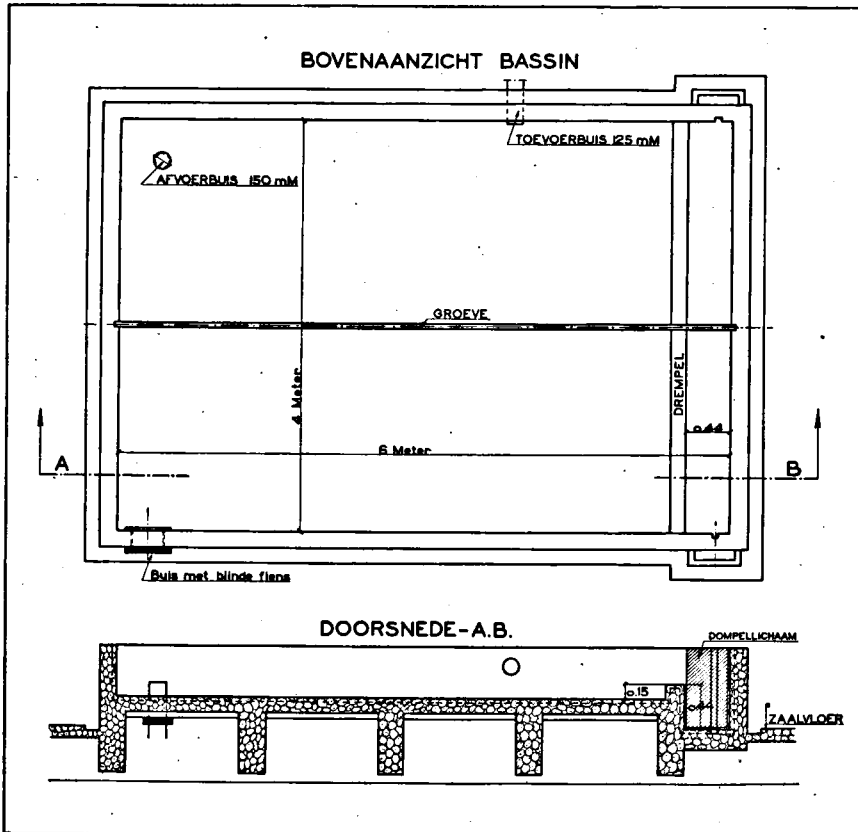 BOVENAANZICHT BASSIN
TOEVOERBUIS 125 mM
AFVOERBUIS 150 mM
GROEVE
4 Meter
DREMPEL
0.44
6 Meter
A
B
Buis met blinde flens
DOORSNEDE-A.B.
DOMPELLICHAAM
0.15
0.44
ZAALVLOER